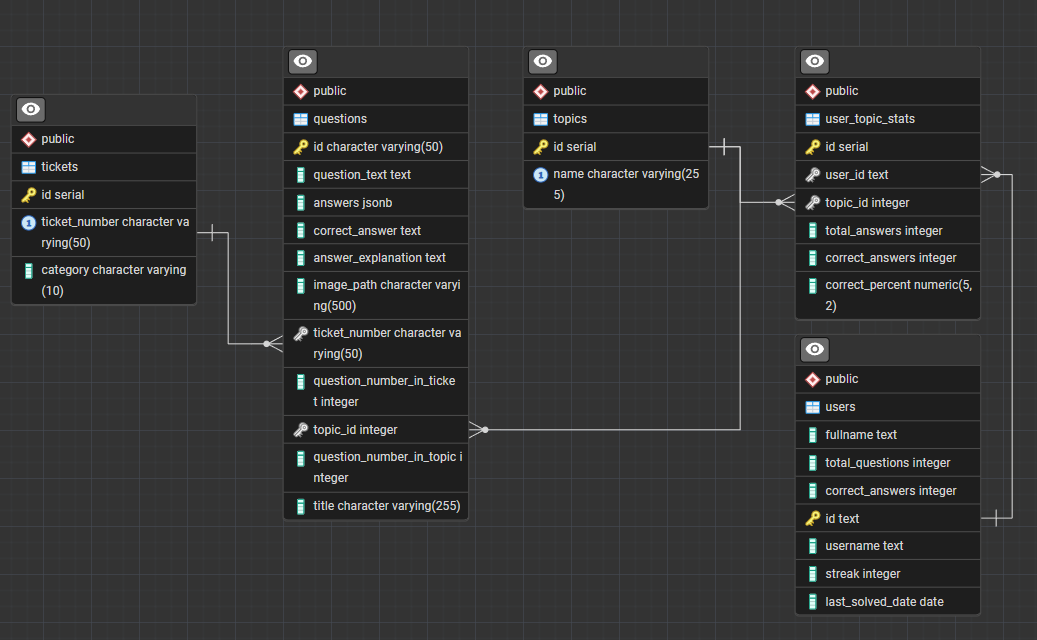 public
tickets
id serial
1
ticket_number character va
rying(50)
category character varying
(10)
public
questions
id character varying(50)
question_text text
answers jsonb
correct_answer text
answer_explanation text
image_path character varyi
ng(500)
ticket_number character va
rying(50)
question_number_in_ticke
t integer
topic_id integer
question_number_in_topic i
nteger
title character varying(255)
public
topics
id serial
1
name character varying(25
5)
public
user_topic_stats
id serial
user_id text
topic_id integer
total_answers integer
correct_answers integer
correct_percent numeric(5,
2)
public
users
fullname text
total_questions integer
correct_answers integer
id text
username text
streak integer
last_solved_date date